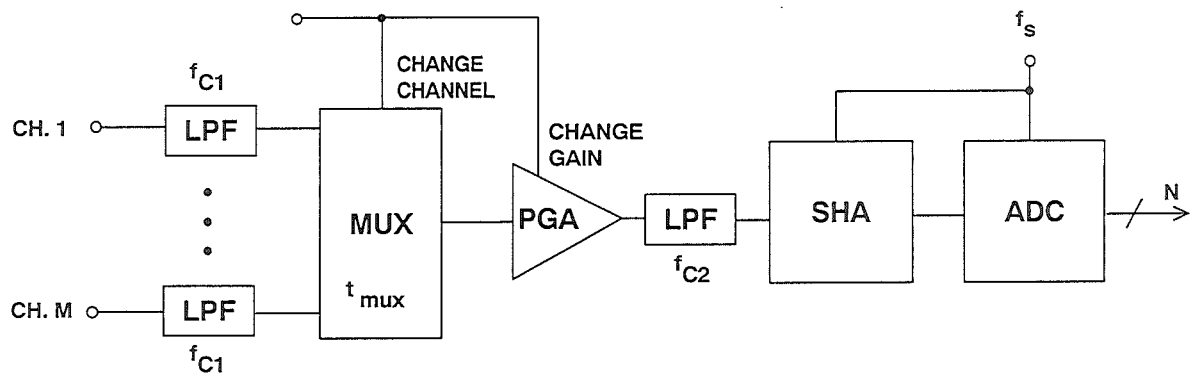 f_S
CHANGE
CHANNEL
f_C1
CH. 1
LPF
CHANGE
GAIN
MUX
PGA
LPF
SHA
ADC
N
f_C2
t_mux
CH. M
LPF
f_C1